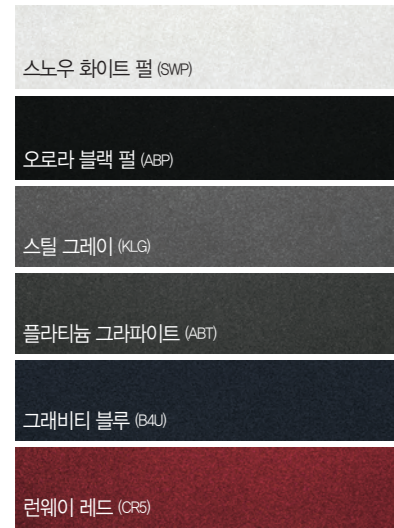 스노우 화이트 펄 (SWP)
오로라 블랙 펄 (ABP)
스틸 그레이 (KLG)
플라티늄 그라파이트 (ABT)
그래비티 블루 (B4U)
런웨이 레드 (CR5)